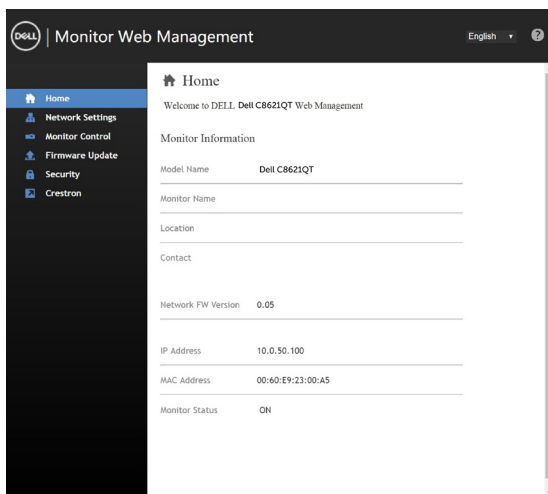 DELL | Monitor Web Management
English
?
Home
Network Settings
Monitor Control
Firmware Update
Security
Crestron
Home
Welcome to DELL Dell C8621QT Web Management
Monitor Information
Model Name Dell C8621QT
Monitor Name
Location
Contact
Network FW Version 0.05
IP Address 10.0.50.100
MAC Address 00:60:E9:23:00:A5
Monitor Status ON